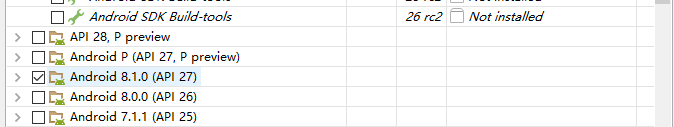 Android SDK Build-tools 26 rc2 Not installed
API 28, P preview
Android P (API 27, P preview)
Android 8.1.0 (API 27)
Android 8.0.0 (API 26)
Android 7.1.1 (API 25)